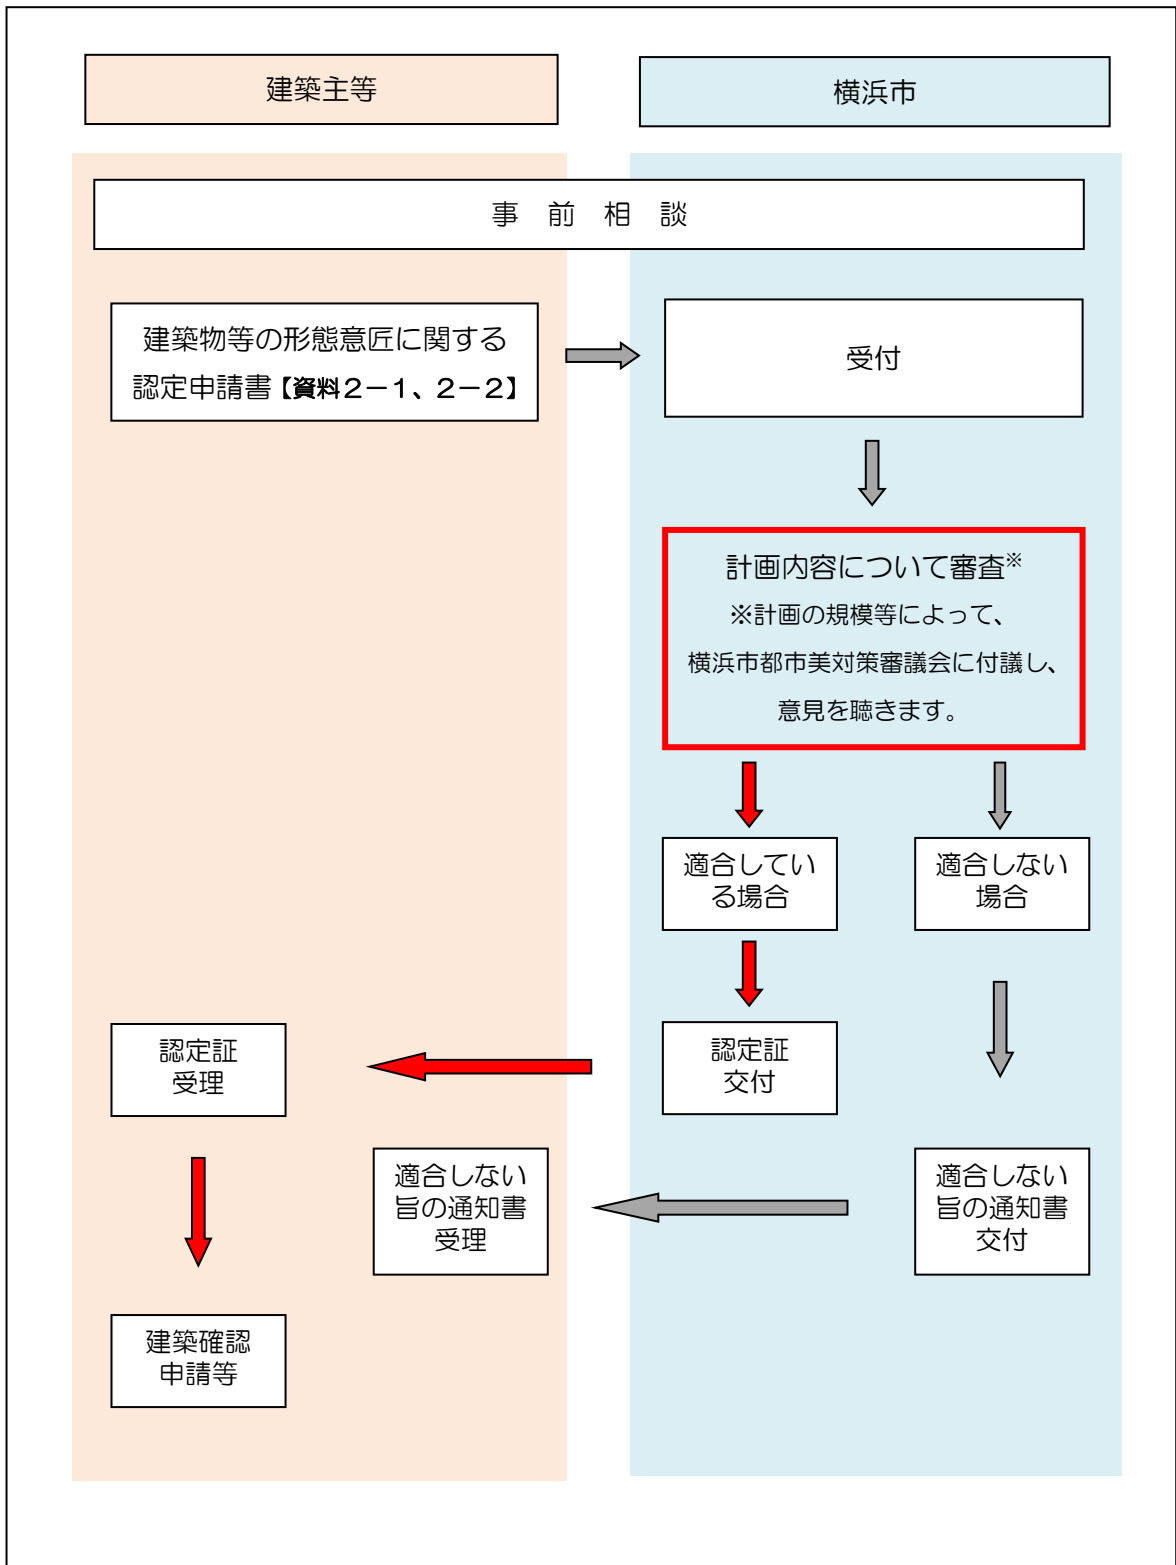 建築主等
横浜市
事 前 相 談
建築物等の形態意匠に関する
認定申請書【資料２－１、２－２】
受付
計画内容について審査※
※計画の規模等によって、
横浜市都市美対策審議会に付議し、
意見を聴きます。
適合してい
る場合
適合しない
場合
認定証
受理
認定証
交付
適合しない
旨の通知書
受理
適合しない
旨の通知書
交付
建築確認
申請等